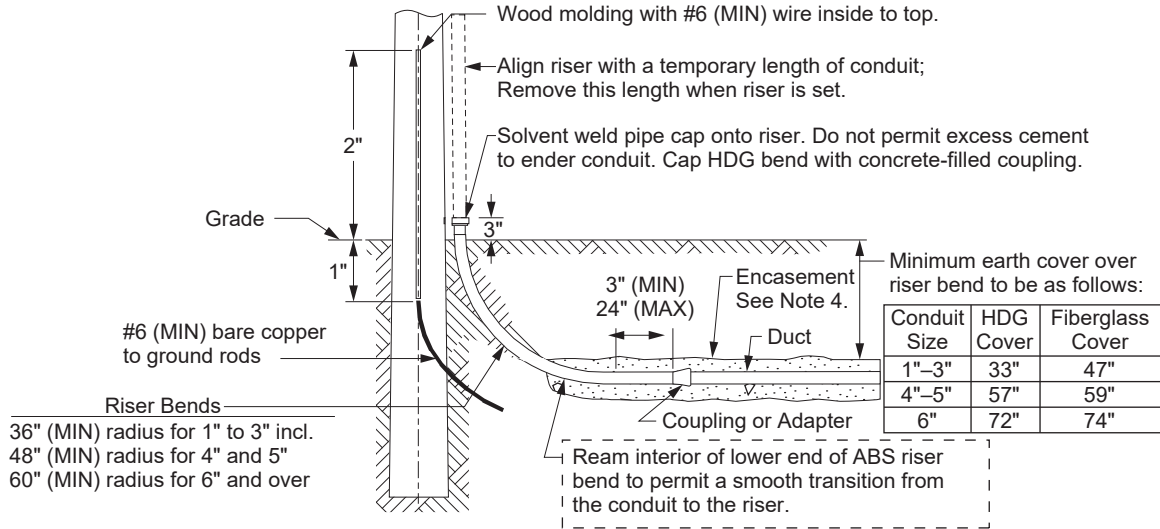 Wood molding with #6 (MIN) wire inside to top.
Align riser with a temporary length of conduit;
Remove this length when riser is set.
2"
Solvent weld pipe cap onto riser. Do not permit excess cement
to ender conduit. Cap HDG bend with concrete-filled coupling.
Grade
3"
1"
3" (MIN)
24" (MAX)
Encasement
See Note 4.
Minimum earth cover over
riser bend to be as follows:
Conduit Size HDG Cover Fiberglass Cover
1"–3" 33" 47"
4"–5" 57" 59"
6" 72" 74"
#6 (MIN) bare copper
to ground rods
Duct
Riser Bends
36" (MIN) radius for 1" to 3" incl.
48" (MIN) radius for 4" and 5"
60" (MIN) radius for 6" and over
Coupling or Adapter
Ream interior of lower end of ABS riser
bend to permit a smooth transition from
the conduit to the riser.